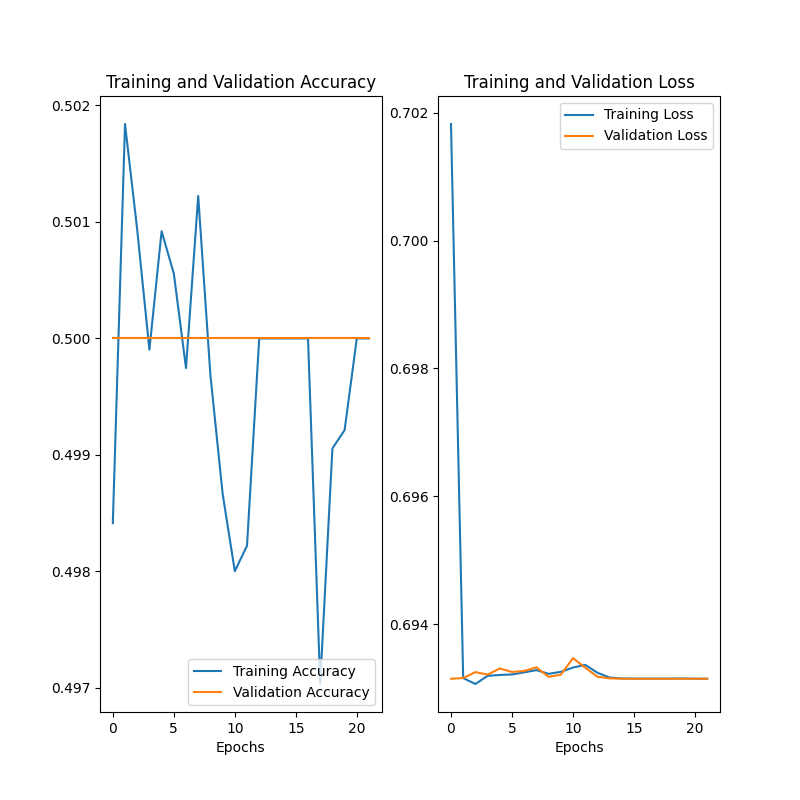 Training and Validation Accuracy
0.502
0.501
0.500
0.499
0.498
0.497
0
5
10
15
20
Epochs
Training Accuracy
Validation Accuracy
Training and Validation Loss
0.702
0.700
0.698
0.696
0.694
0
5
10
15
20
Epochs
Training Loss
Validation Loss